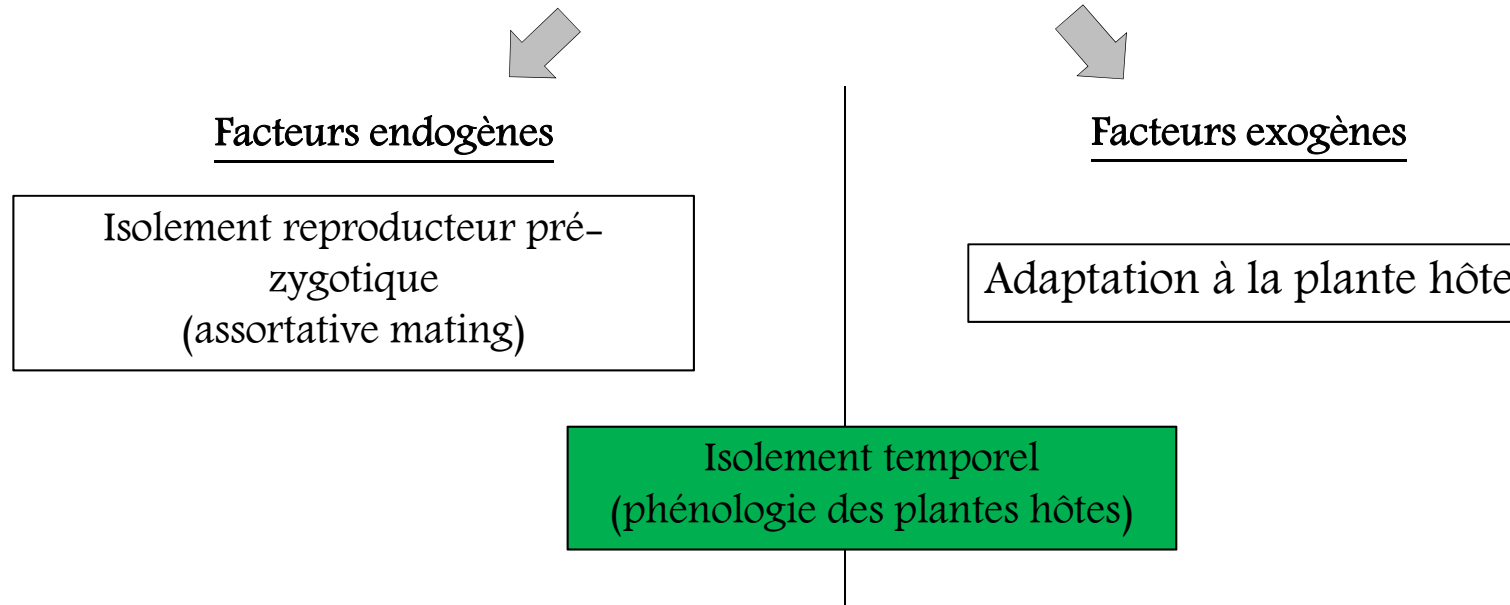 Facteurs endogènes
Facteurs exogènes
Isolement reproducteur pré-
zygotique
(assortative mating)
Adaptation à la plante hôte
Isolement temporel
(phénologie des plantes hôtes)